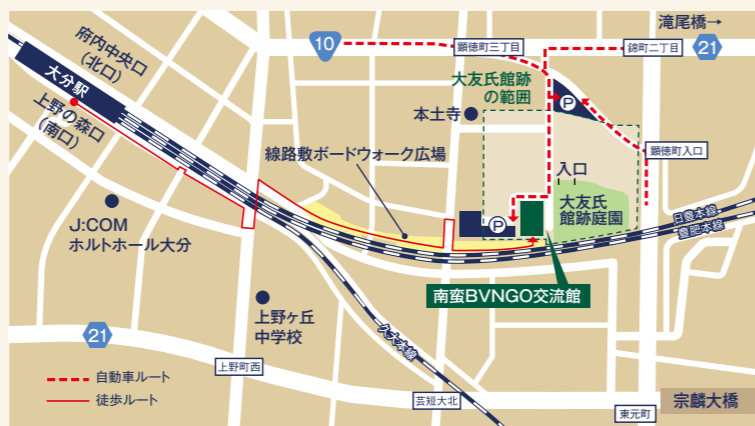 滝尾橋→
10
顕徳町三丁目
錦町二丁目
21
府内中央口
(北口)
大分駅
上野の森口
(南口)
大友氏館跡
の範囲
P
本土寺
顕徳町入口
線路敷ボードウォーク広場
入口
大友氏
館跡庭園
J:COM
ホルトホール大分
P
日豊本線
豊肥本線
南蛮BVNGO交流館
上野ヶ丘
中学校
久大本線
21
上野町西
自動車ルート
徒歩ルート
芸短大北
東元町
宗麟大橋